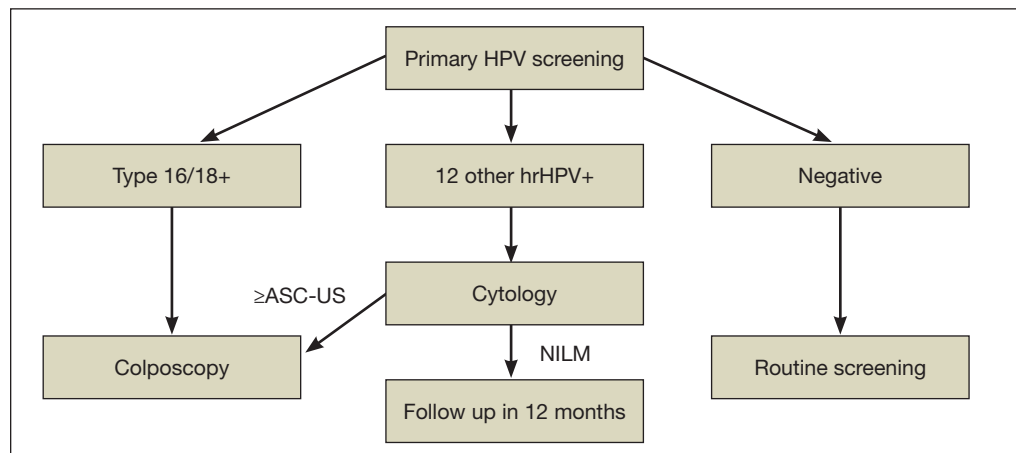 Primary HPV screening
Type 16/18+
12 other hrHPV+
Negative
≥ASC-US
Cytology
Colposcopy
NILM
Routine screening
Follow up in 12 months